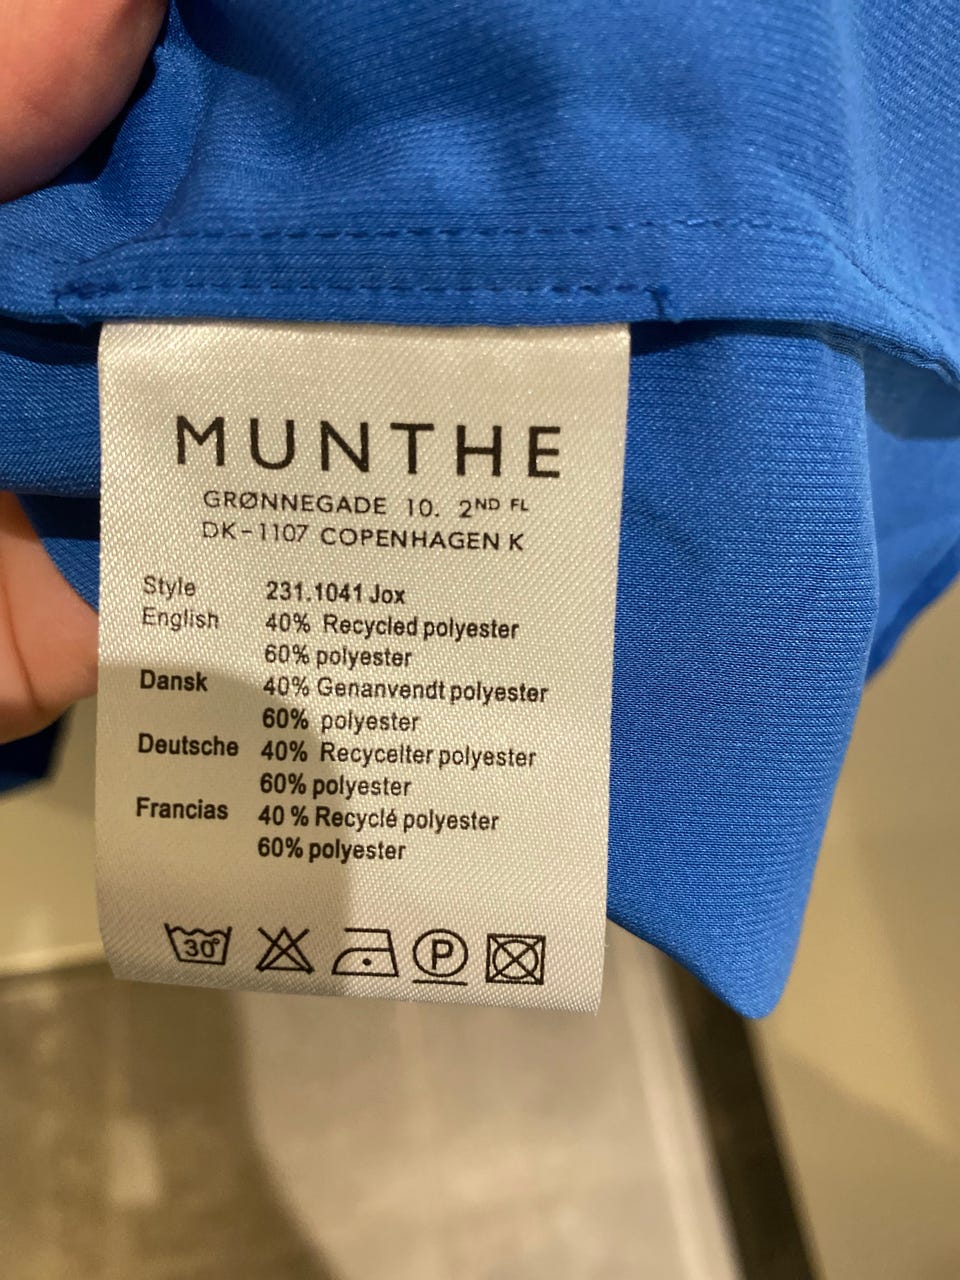 MUNTHE
GRØNNEGADE 10. 2ND FL
DK-1107 COPENHAGEN K
Style 231.1041 Jox
English 40% Recycled polyester
60% polyester
Dansk 40% Genanvendt polyester
60% polyester
Deutsche 40% Recycelter polyester
60% polyester
Francias 40 % Recyclé polyester
60% polyester
30° P